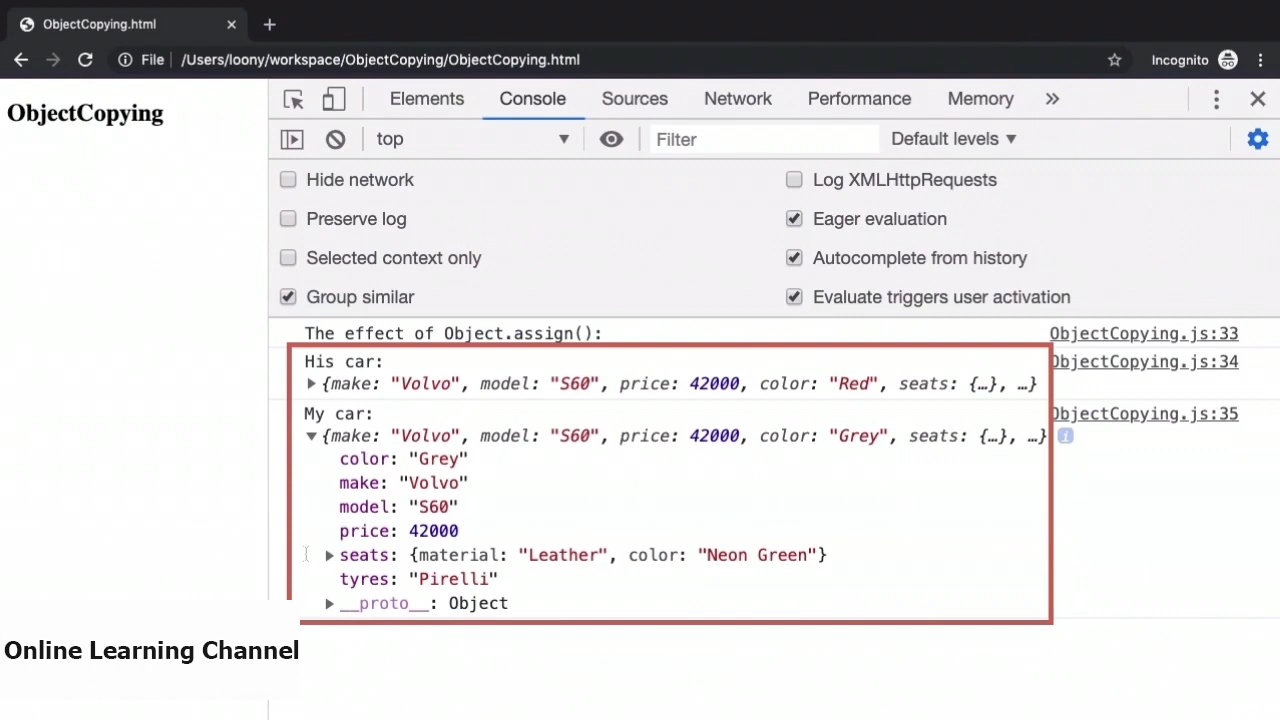 ObjectCopying.html
File
/Users/loony/workspace/ObjectCopying/ObjectCopying.html
Incognito
ObjectCopying
Elements Console Sources Network Performance Memory »
top ▼ Filter Default levels ▼
Hide network
Log XMLHttpRequests
Preserve log
Eager evaluation
Selected context only
Autocomplete from history
Group similar
Evaluate triggers user activation
The effect of Object.assign(): ObjectCopying.js:33
His car: ObjectCopying.js:34
▶{make: "Volvo", model: "S60", price: 42000, color: "Red", seats: {…}, …}
My car: ObjectCopying.js:35
▼{make: "Volvo", model: "S60", price: 42000, color: "Grey", seats: {…}, …} i
color: "Grey"
make: "Volvo"
model: "S60"
price: 42000
▶ seats: {material: "Leather", color: "Neon Green"}
tyres: "Pirelli"
▶ __proto__: Object
Online Learning Channel